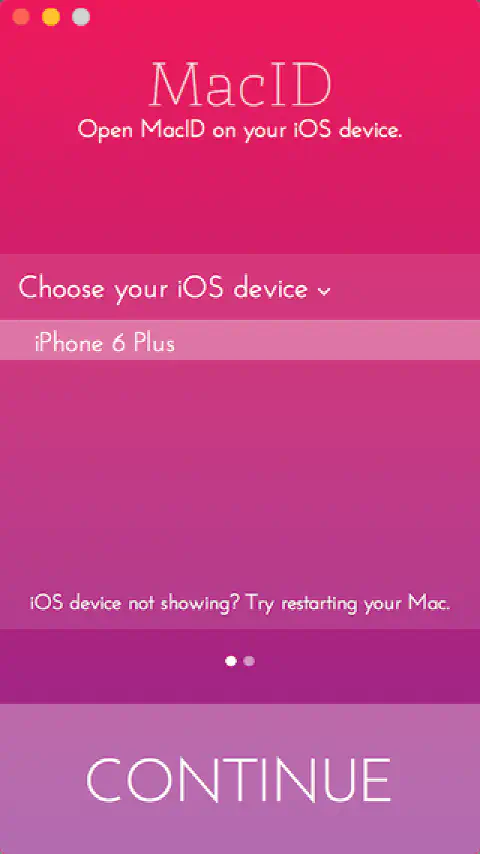 MacID
Open MacID on your iOS device.
Choose your iOS device
iPhone 6 Plus
iOS device not showing? Try restarting your Mac.
CONTINUE